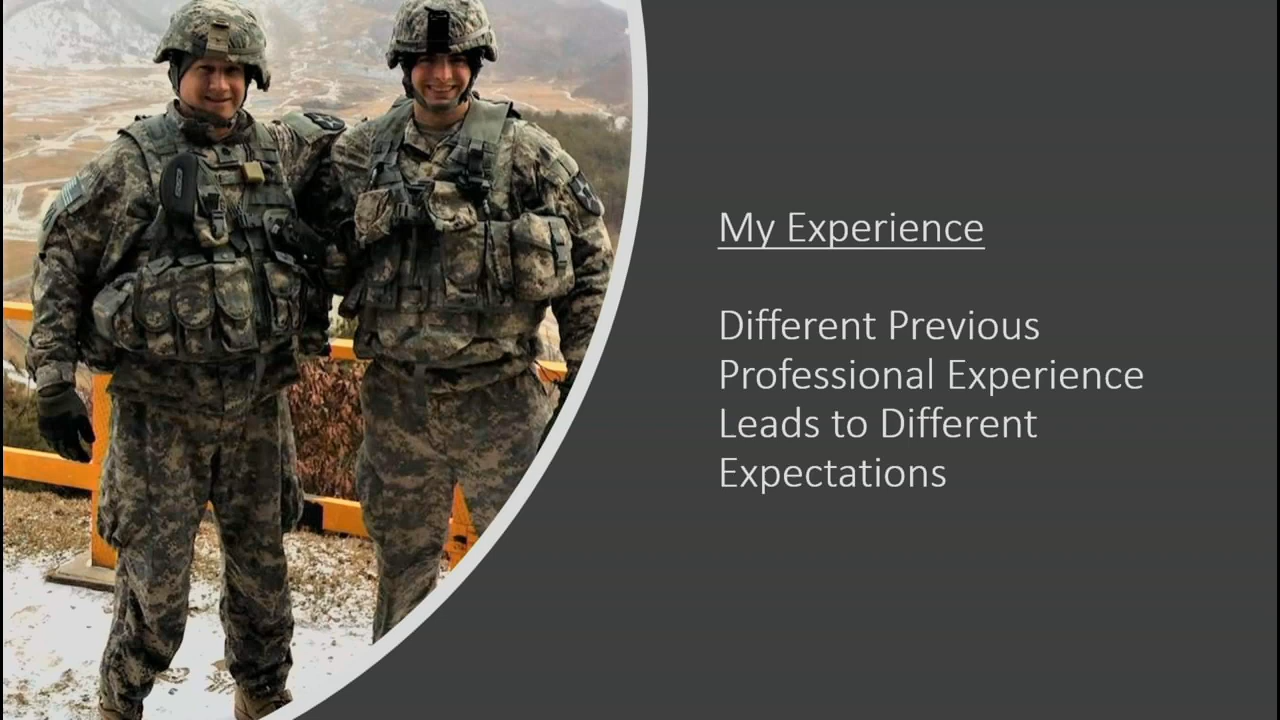 My Experience
Different Previous
Professional Experience
Leads to Different
Expectations